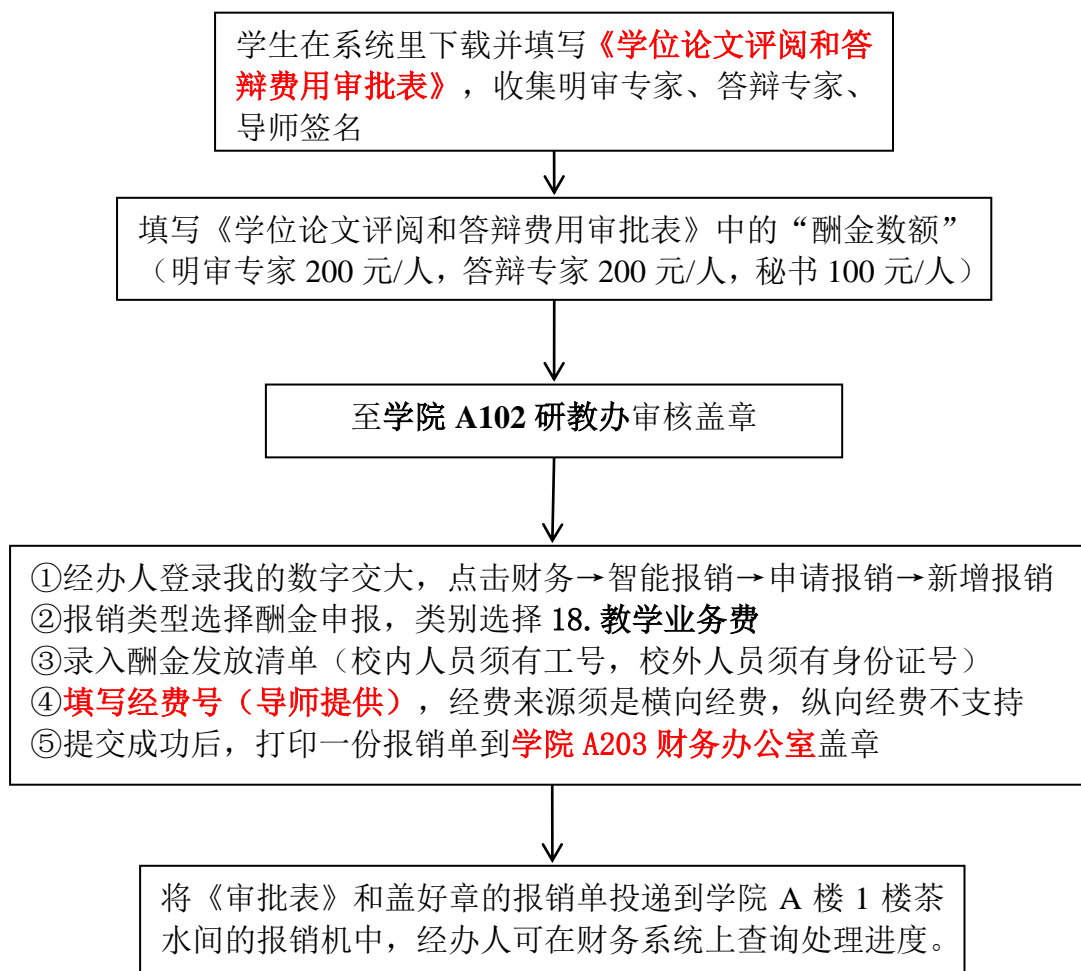 学生在系统里下载并填写《学位论文评阅和答
辩费用审批表》，收集明审专家、答辩专家、
导师签名
填写《学位论文评阅和答辩费用审批表》中的“酬金数额”
（明审专家 200 元/人，答辩专家 200 元/人，秘书 100 元/人）
至学院 A102 研教办审核盖章
①经办人登录我的数字交大，点击财务→智能报销→申请报销→新增报销
②报销类型选择酬金申报，类别选择 18. 教学业务费
③录入酬金发放清单（校内人员须有工号，校外人员须有身份证号）
④填写经费号（导师提供），经费来源须是横向经费，纵向经费不支持
⑤提交成功后，打印一份报销单到学院 A203 财务办公室盖章
将《审批表》和盖好章的报销单投递到学院 A 楼 1 楼茶
水间的报销机中，经办人可在财务系统上查询处理进度。